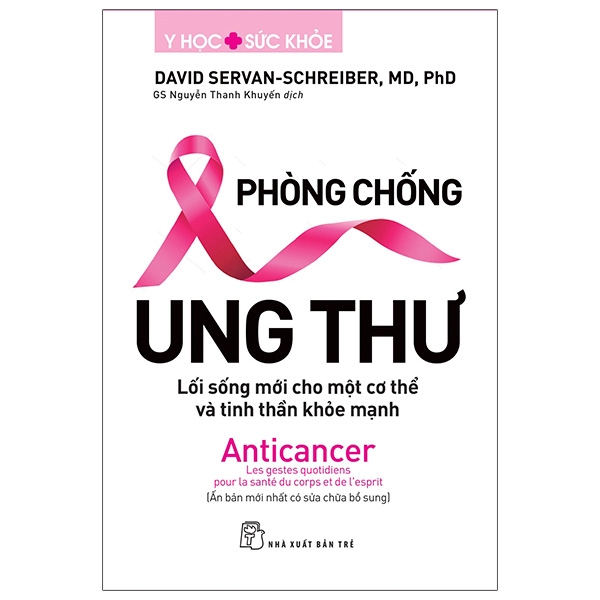 Y HỌC SỨC KHỎE
DAVID SERVAN-SCHREIBER, MD, PhD
GS Nguyễn Thanh Khuyến dịch
PHÒNG CHỐNG
UNG THƯ
Lối sống mới cho một cơ thể
và tinh thần khỏe mạnh
Anticancer
Les gestes quotidiens
pour la santé du corps et de l'esprit
(Ấn bản mới nhất có sửa chữa bổ sung)
NHÀ XUẤT BẢN TRẺ